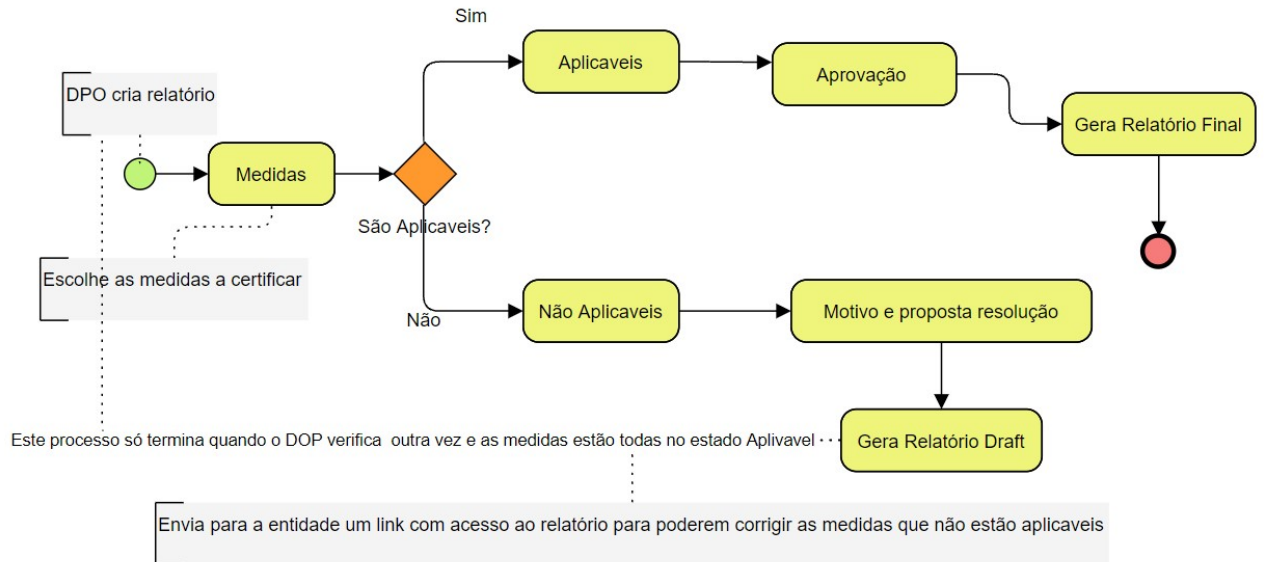 Sim
Aplicaveis
Aprovação
DPO cria relatório
Gera Relatório Final
Medidas
São Aplicaveis?
Escolhe as medidas a certificar
Não
Não Aplicaveis
Motivo e proposta resolução
Este processo só termina quando o DOP verifica outra vez e as medidas estão todas no estado Aplivavel
Gera Relatório Draft
Envia para a entidade um link com acesso ao relatório para poderem corrigir as medidas que não estão aplicaveis